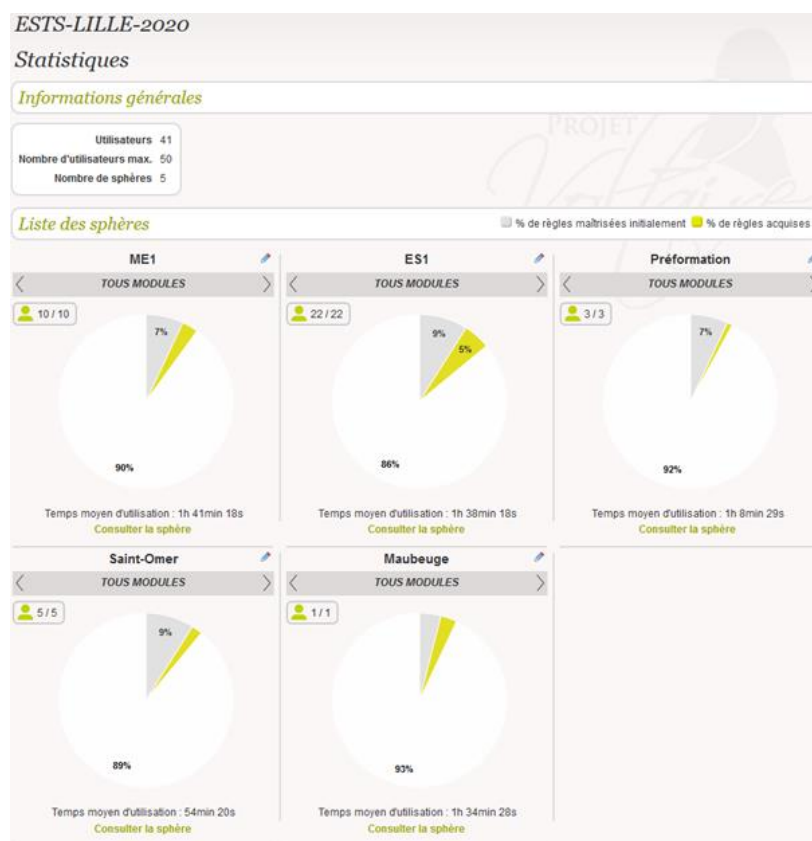 ESTS-LILLE-2020
Statistiques
Informations générales
Utilisateurs 41
Nombre d'utilisateurs max. 50
Nombre de sphères 5
PROJET
Voltaire
Liste des sphères
% de règles maîtrisées initialement % de règles acquises
ME1 ES1 Préformation
TOUS MODULES TOUS MODULES TOUS MODULES
10 / 10 22 / 22 3 / 3
7% 9% 5% 7%
90% 86% 92%
Temps moyen d'utilisation : 1h 41min 18s Temps moyen d'utilisation : 1h 38min 18s Temps moyen d'utilisation : 1h 8min 29s
Consulter la sphère Consulter la sphère Consulter la sphère
Saint-Omer Maubeuge
TOUS MODULES TOUS MODULES
5 / 5 1 / 1
9%
89% 93%
Temps moyen d'utilisation : 54min 20s Temps moyen d'utilisation : 1h 34min 28s
Consulter la sphère Consulter la sphère